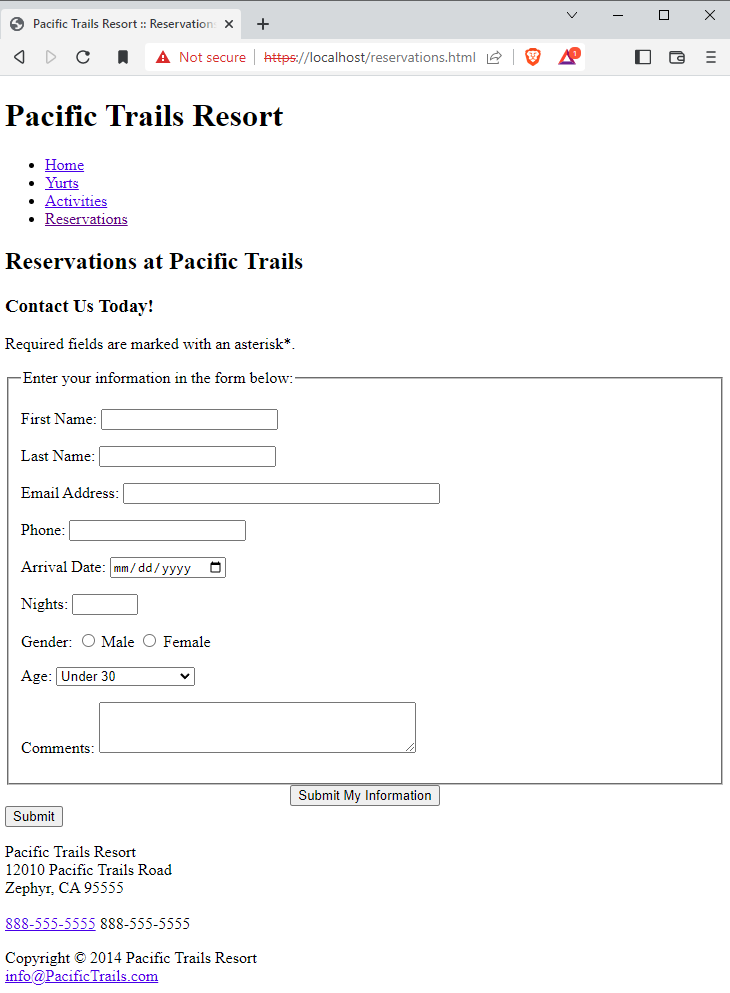 Pacific Trails Resort :: Reservations
Not secure https://localhost/reservations.html 1
Pacific Trails Resort
Home
Yurts
Activities
Reservations
Reservations at Pacific Trails
Contact Us Today!
Required fields are marked with an asterisk*.
Enter your information in the form below:
First Name:
Last Name:
Email Address:
Phone:
Arrival Date: mm/dd/yyyy
Nights:
Gender: Male Female
Age: Under 30
Comments:
Submit My Information
Submit
Pacific Trails Resort
12010 Pacific Trails Road
Zephyr, CA 95555
888-555-5555 888-555-5555
Copyright © 2014 Pacific Trails Resort
info@PacificTrails.com